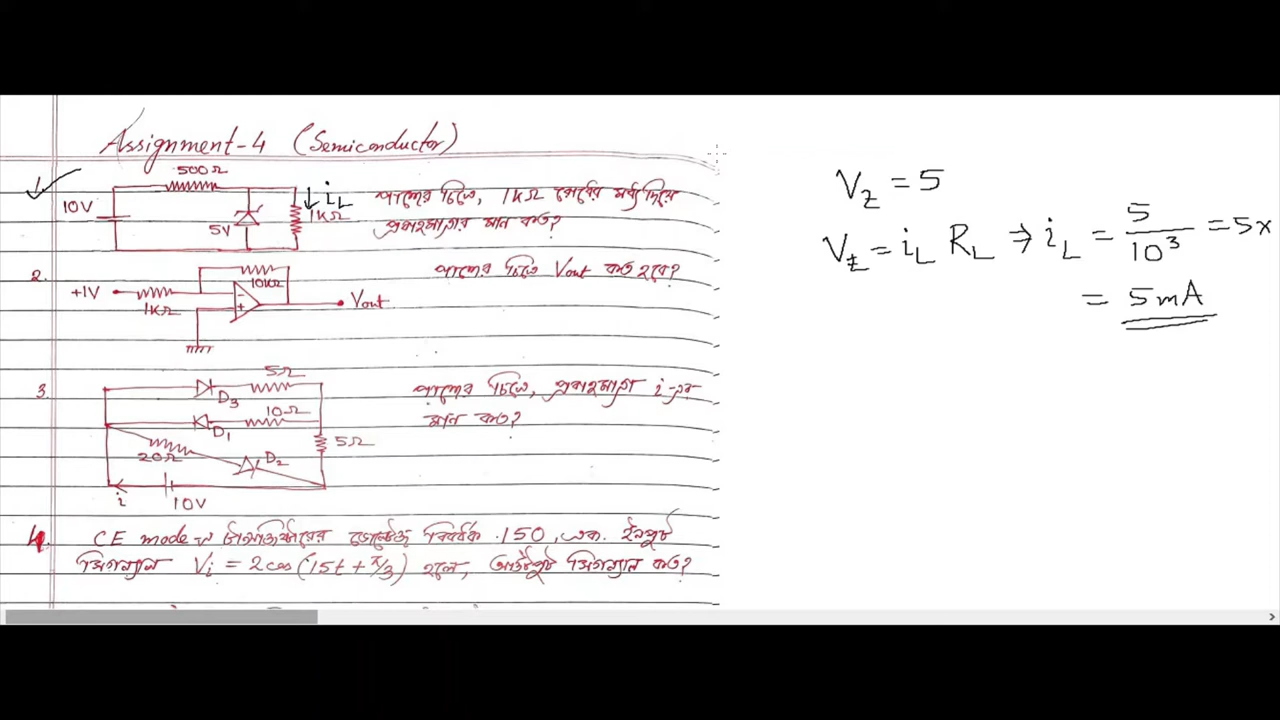 Assignment-4 (Semiconductor)
500Ω
10V
5V
iL
1KΩ
পাশের চিত্রে, 1KΩ রোধের মধ্য দিয়ে
প্রবাহমাত্রার মান কত?
2.
+1V
1KΩ
10KΩ
-
+
Vout
পাশের চিত্রে Vout কত হবে?
3.
D3
5Ω
D1
10Ω
20Ω
D2
5Ω
i
10V
পাশের চিত্রে, প্রবাহমাত্রা i-এর
মান কত?
4. CE mode এ ট্রানজিস্টরের ভোল্টেজ বিবর্ধক 150, এক. ইনপুট
সিগন্যাল Vi = 2cos(15t + π/3) হলে, আউটপুট সিগন্যাল কত?
Vz = 5
Vz = iL RL ⇒ iL = 5/10³ = 5x
= 5mA